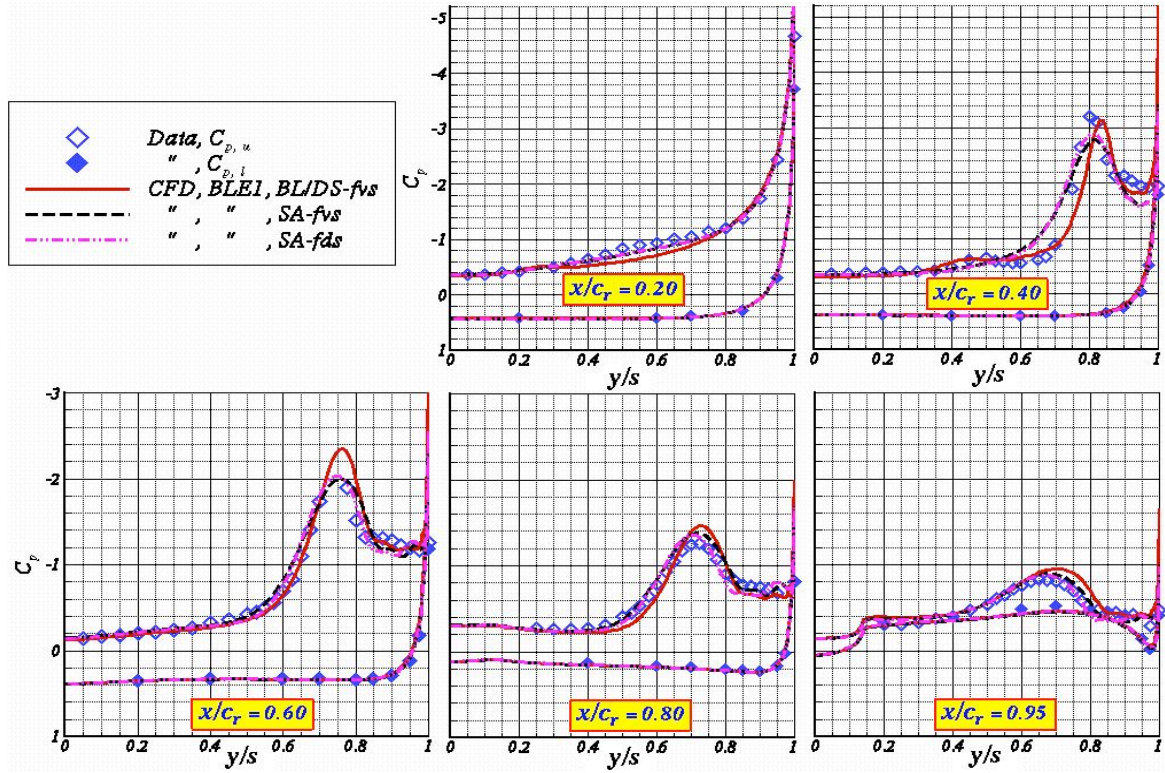 Data, C_p, u
" , C_p, l
CFD, BLE1, BL/DS-fvs
" , " , SA-fvs
" , " , SA-fds
-5
-4
-3
-2
-1
0
1
C_p
0 0.2 0.4 0.6 0.8 1
y/s
x/c_r = 0.20
0 0.2 0.4 0.6 0.8 1
y/s
x/c_r = 0.40
-3
-2
-1
0
1
C_p
0 0.2 0.4 0.6 0.8 1
y/s
x/c_r = 0.60
0 0.2 0.4 0.6 0.8 1
y/s
x/c_r = 0.80
0 0.2 0.4 0.6 0.8 1
y/s
x/c_r = 0.95